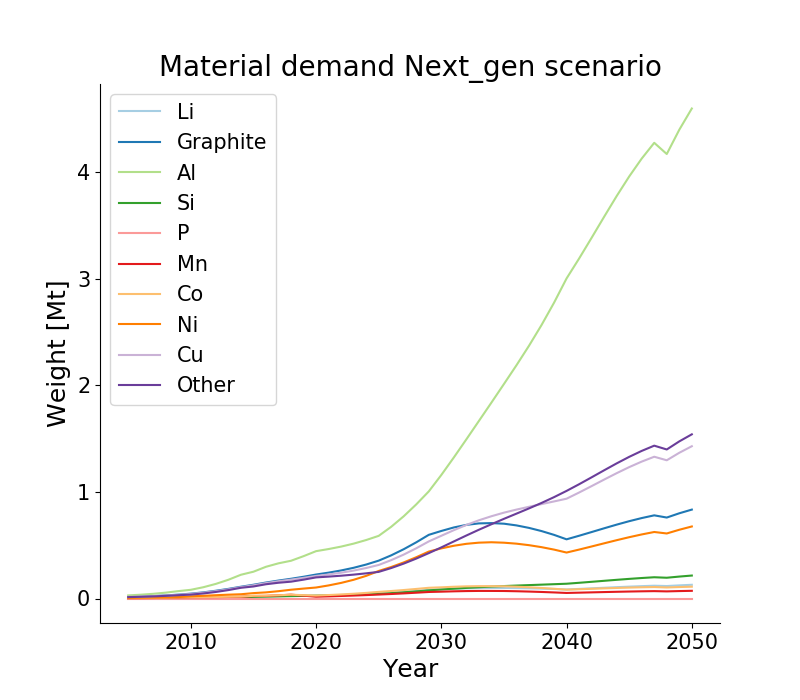 Material demand Next_gen scenario
Li
Graphite
Al
Si
P
Mn
Co
Ni
Cu
Other
Weight [Mt]
4
3
2
1
0
2010 2020 2030 2040 2050
Year